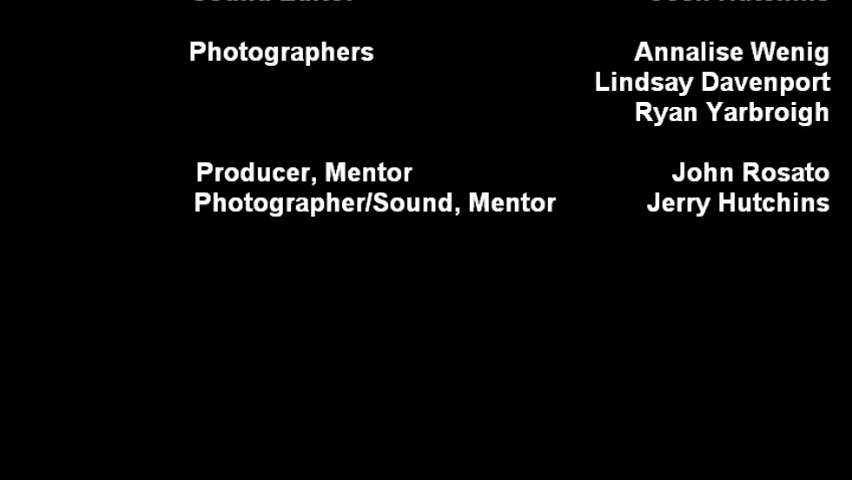 Photographers Annalise Wenig
Lindsay Davenport
Ryan Yarbroigh
Producer, Mentor John Rosato
Photographer/Sound, Mentor Jerry Hutchins